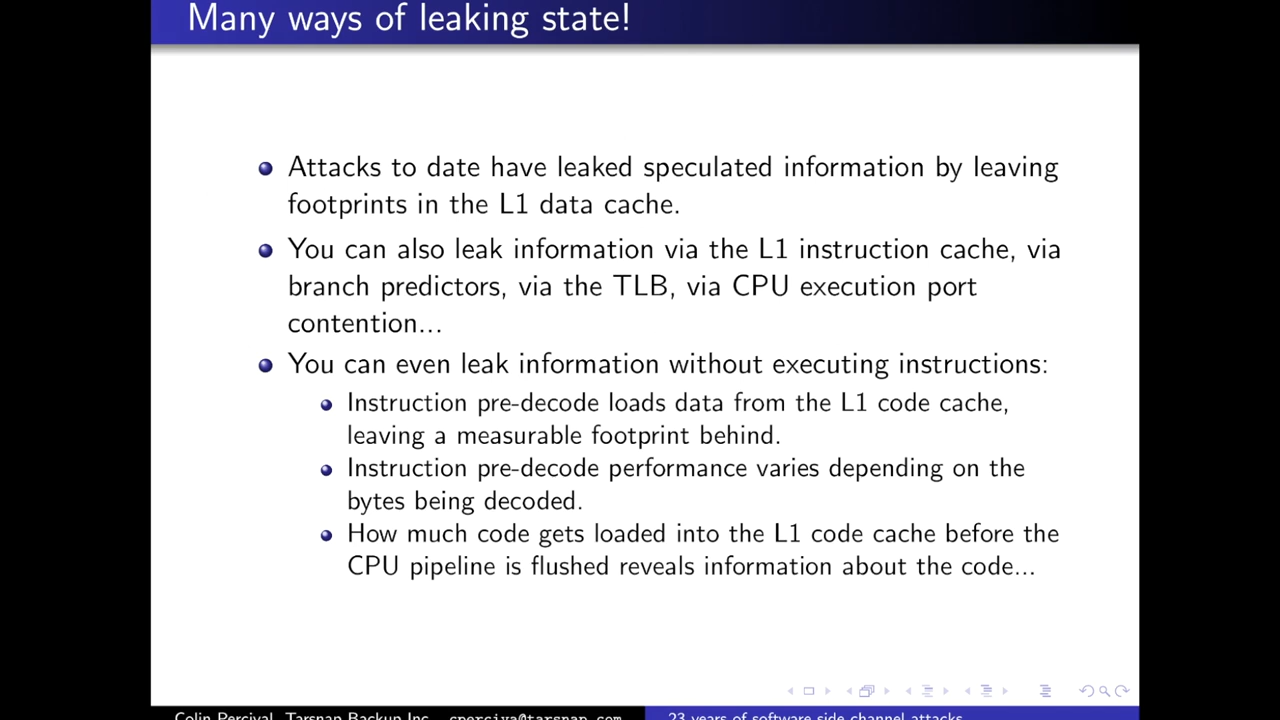 Many ways of leaking state!
Attacks to date have leaked speculated information by leaving
footprints in the L1 data cache.
You can also leak information via the L1 instruction cache, via
branch predictors, via the TLB, via CPU execution port
contention...
You can even leak information without executing instructions:
Instruction pre-decode loads data from the L1 code cache,
leaving a measurable footprint behind.
Instruction pre-decode performance varies depending on the
bytes being decoded.
How much code gets loaded into the L1 code cache before the
CPU pipeline is flushed reveals information about the code...
Colin Percival, Tarsnap Backup Inc. cperciva@tarsnap.com 23 years of software side channel attacks